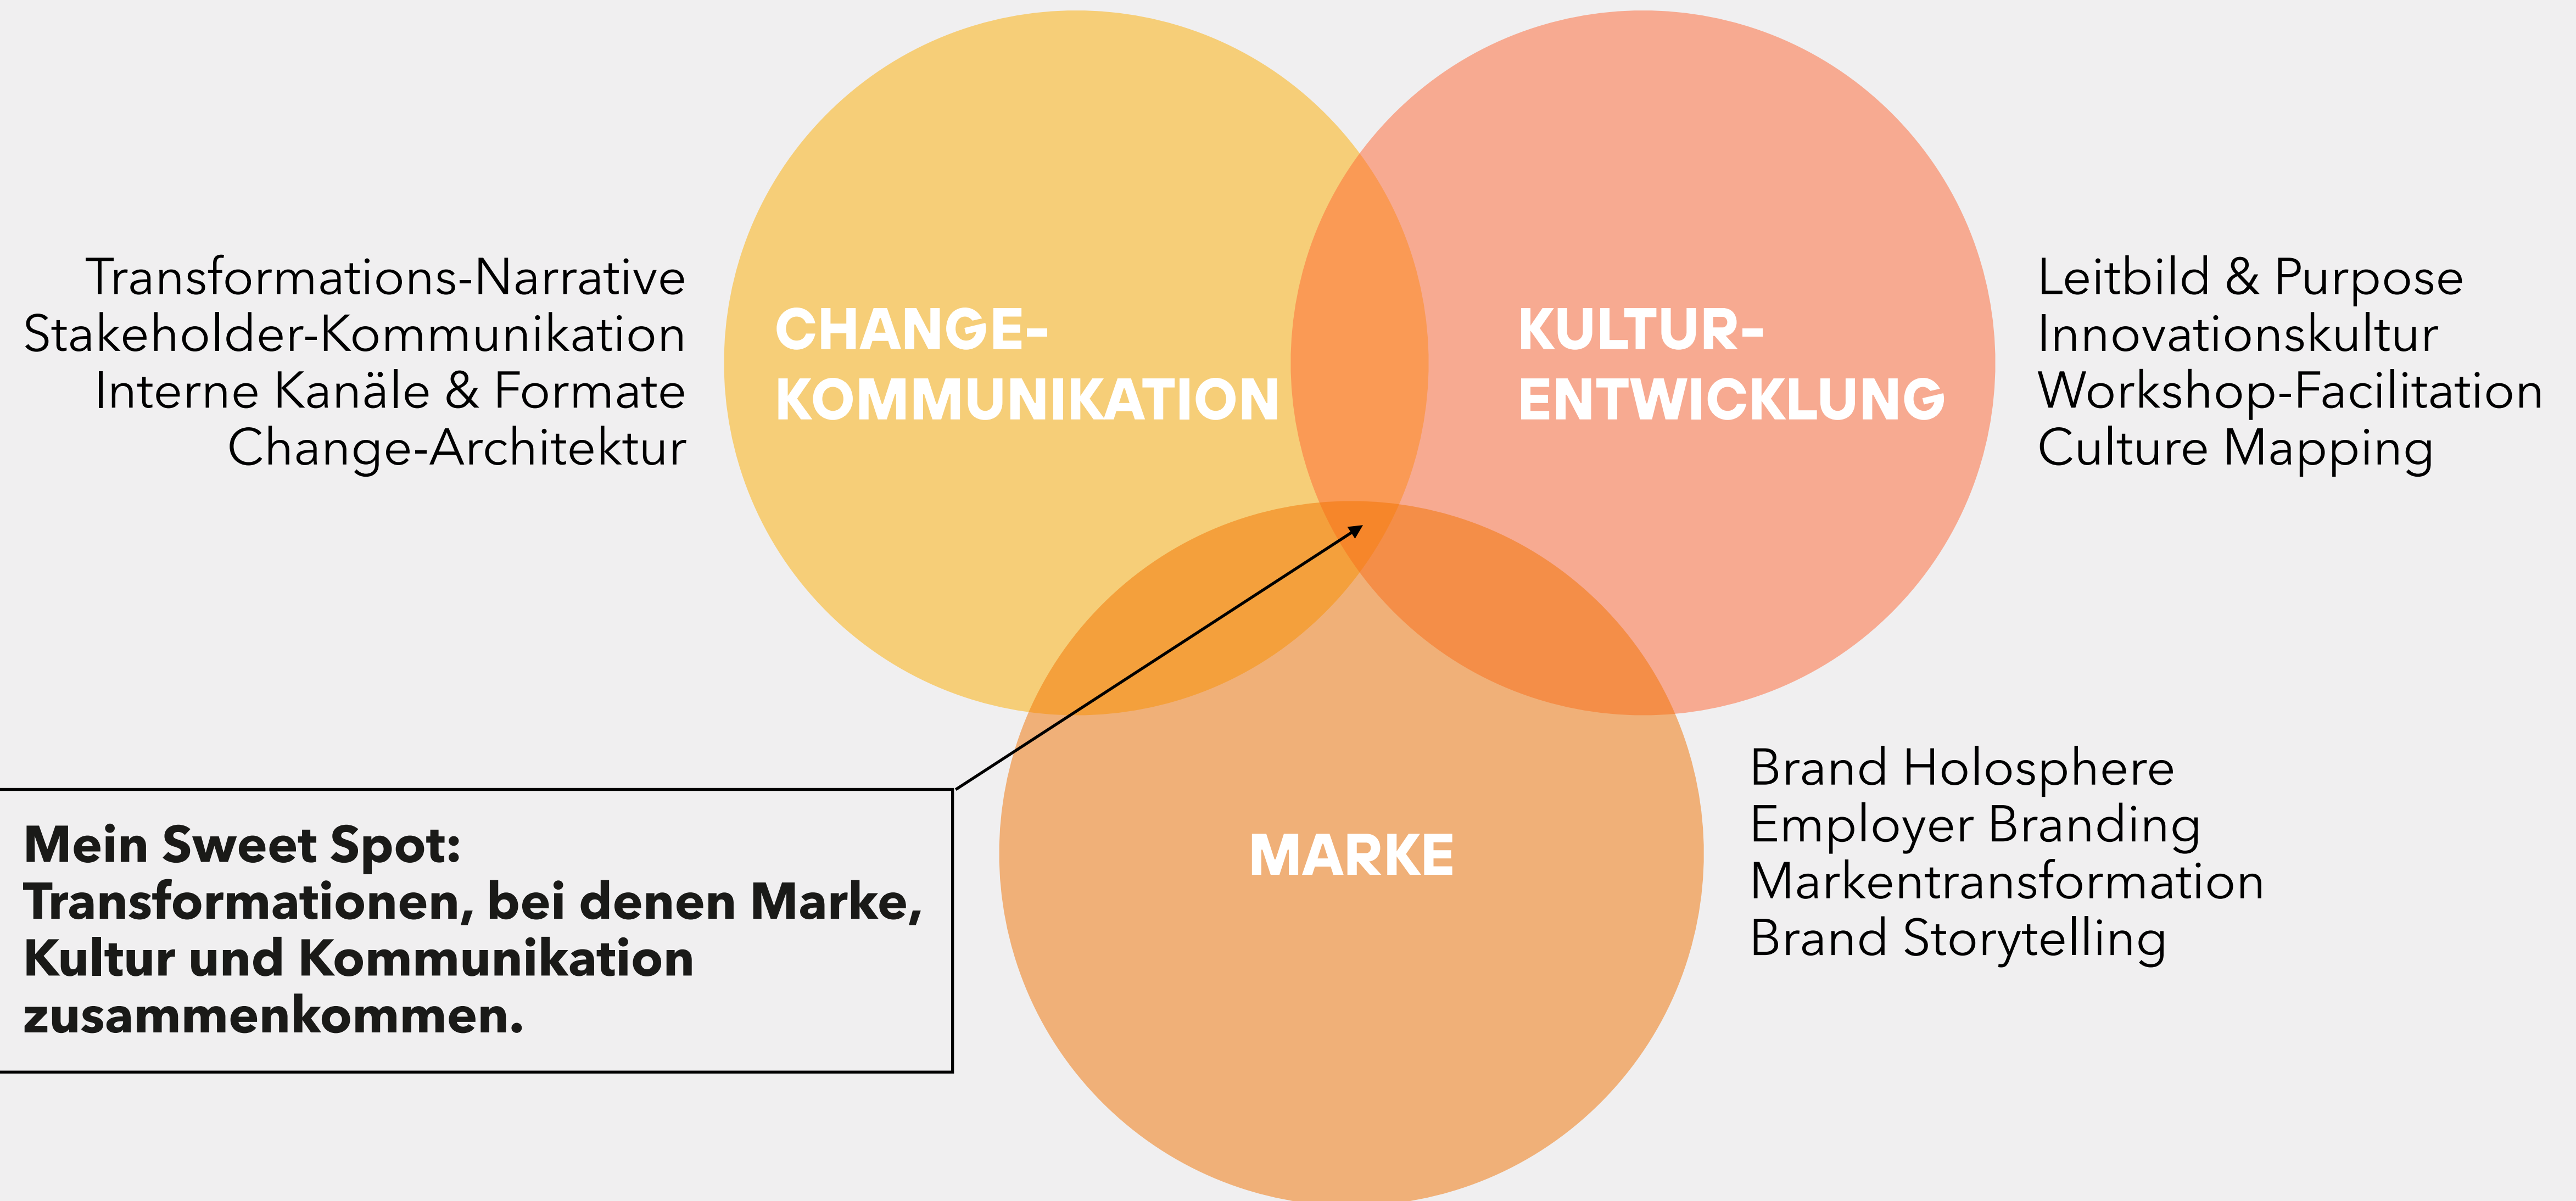 Transformations-Narrative
Stakeholder-Kommunikation
Interne Kanäle & Formate
Change-Architektur
CHANGE-
KOMMUNIKATION
KULTUR-
ENTWICKLUNG
Leitbild & Purpose
Innovationskultur
Workshop-Facilitation
Culture Mapping
Mein Sweet Spot:
Transformationen, bei denen Marke,
Kultur und Kommunikation
zusammenkommen.
MARKE
Brand Holosphere
Employer Branding
Markentransformation
Brand Storytelling